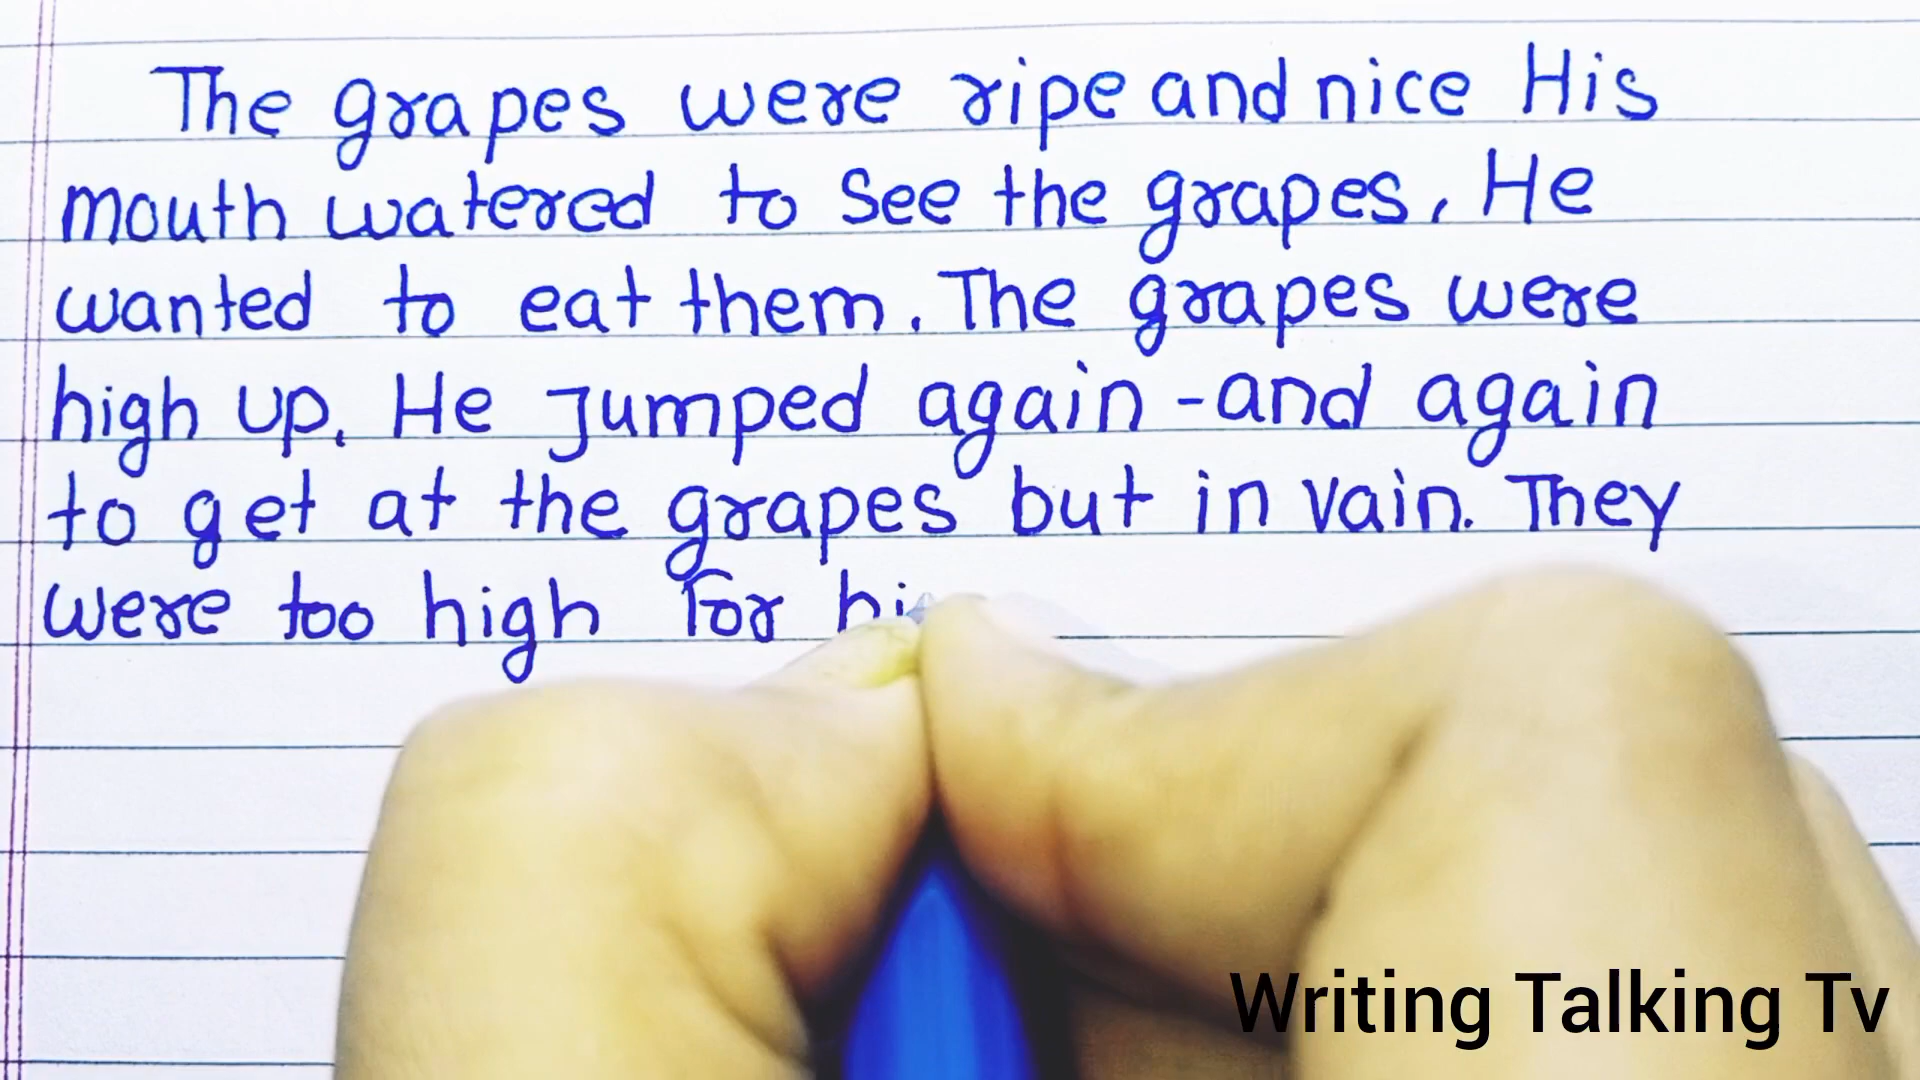 The grapes were ripe and nice His
mouth watered to see the grapes. He
wanted to eat them. The grapes were
high up. He Jumped again -and again
to get at the grapes but in vain. They
were too high for hi
Writing Talking Tv